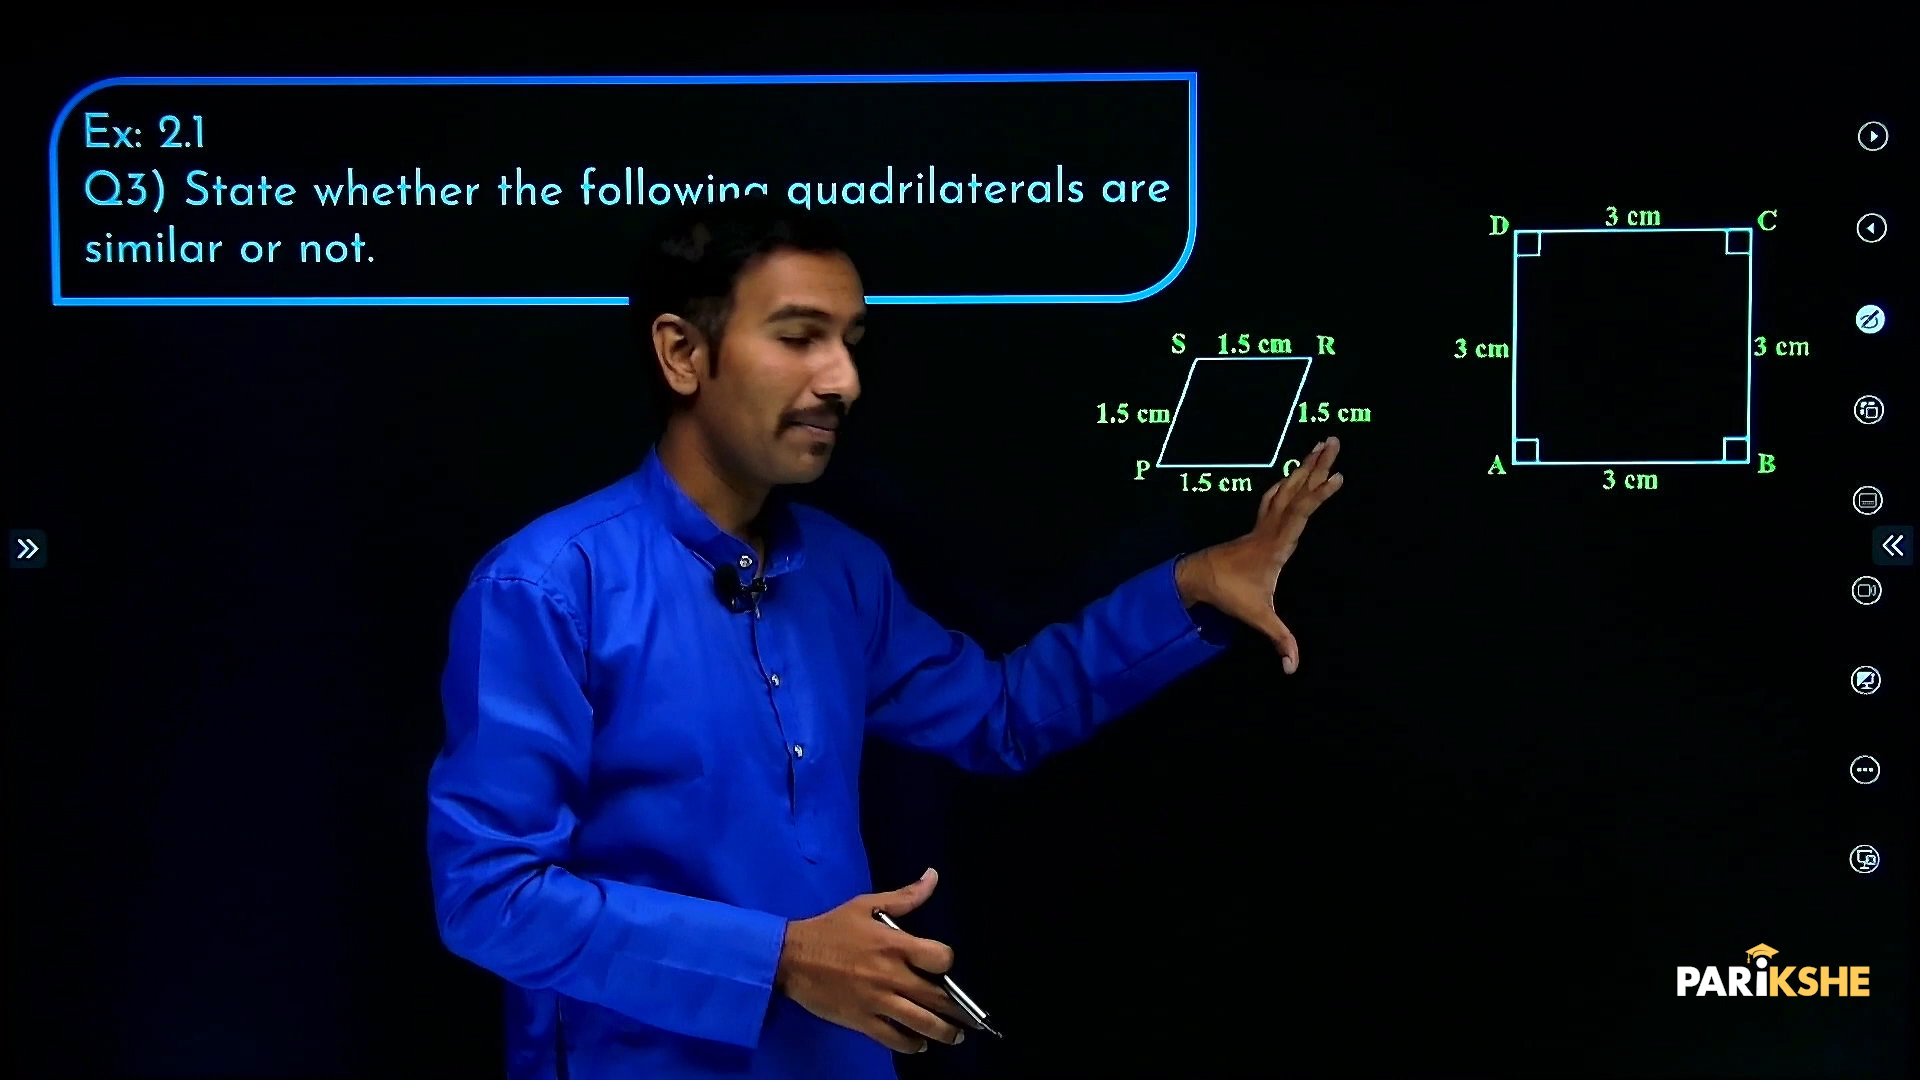 Ex: 2.1
Q3) State whether the following quadrilaterals are
similar or not.
D 3 cm C
3 cm 3 cm
A 3 cm B
S 1.5 cm R
1.5 cm 1.5 cm
P 1.5 cm
PARiKSHE